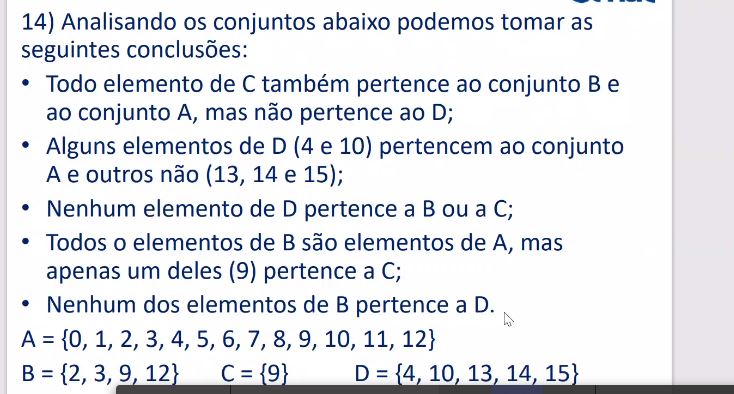 14) Analisando os conjuntos abaixo podemos tomar as
seguintes conclusões:
• Todo elemento de C também pertence ao conjunto B e
ao conjunto A, mas não pertence ao D;
• Alguns elementos de D (4 e 10) pertencem ao conjunto
A e outros não (13, 14 e 15);
• Nenhum elemento de D pertence a B ou a C;
• Todos o elementos de B são elementos de A, mas
apenas um deles (9) pertence a C;
• Nenhum dos elementos de B pertence a D.
A = {0, 1, 2, 3, 4, 5, 6, 7, 8, 9, 10, 11, 12}
B = {2, 3, 9, 12} C = {9} D = {4, 10, 13, 14, 15}